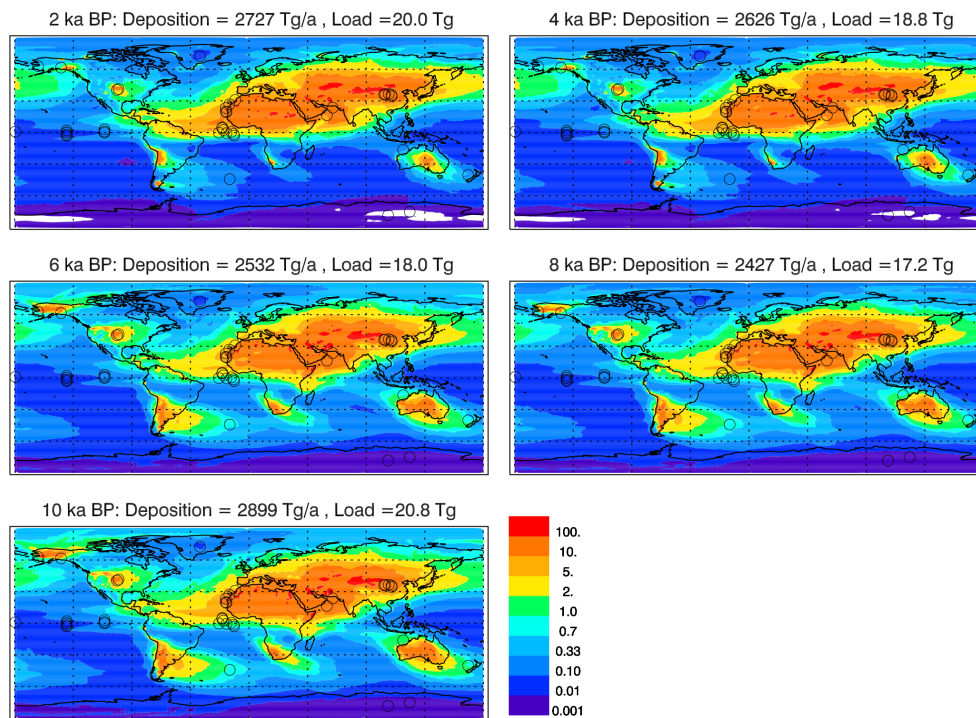 2 ka BP: Deposition = 2727 Tg/a , Load =20.0 Tg
4 ka BP: Deposition = 2626 Tg/a , Load =18.8 Tg
6 ka BP: Deposition = 2532 Tg/a , Load =18.0 Tg
8 ka BP: Deposition = 2427 Tg/a , Load =17.2 Tg
10 ka BP: Deposition = 2899 Tg/a , Load =20.8 Tg
100.
10.
5.
2.
1.0
0.7
0.33
0.10
0.01
0.001